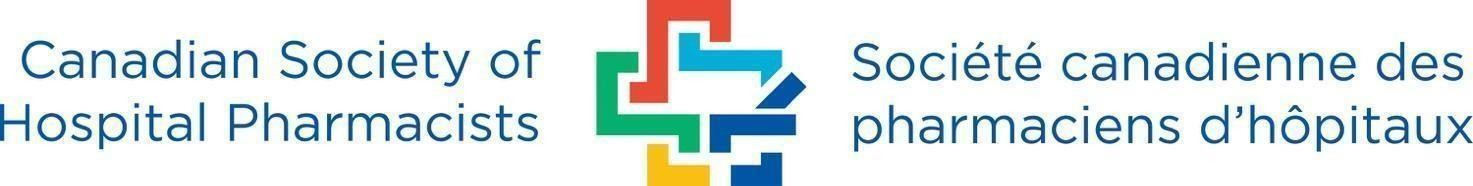 Canadian Society of
Hospital Pharmacists
Société canadienne des
pharmaciens d’hôpitaux